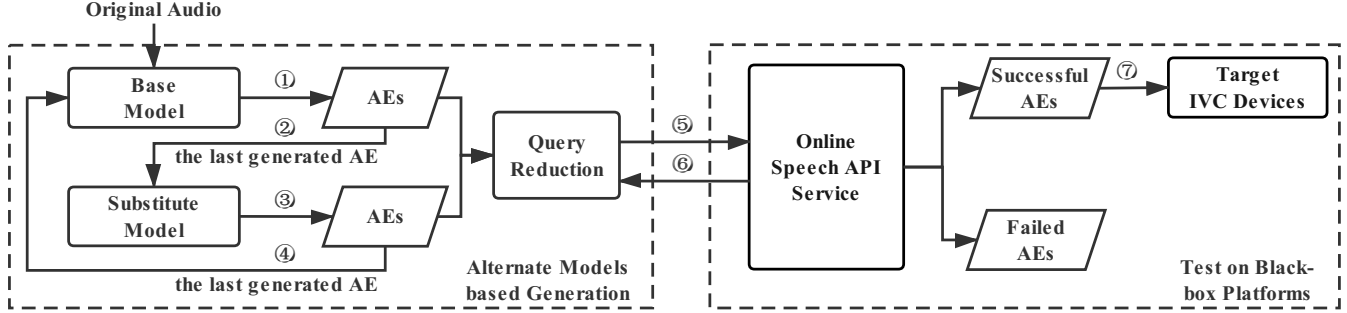 Original Audio
Base
Model
①
AEs
②
the last generated AE
Substitute
Model
③
AEs
④
the last generated AE
Query
Reduction
Alternate Models
based Generation
⑤
⑥
Online
Speech API
Service
Successful
AEs
⑦
Target
IVC Devices
Failed
AEs
Test on Black-
box Platforms